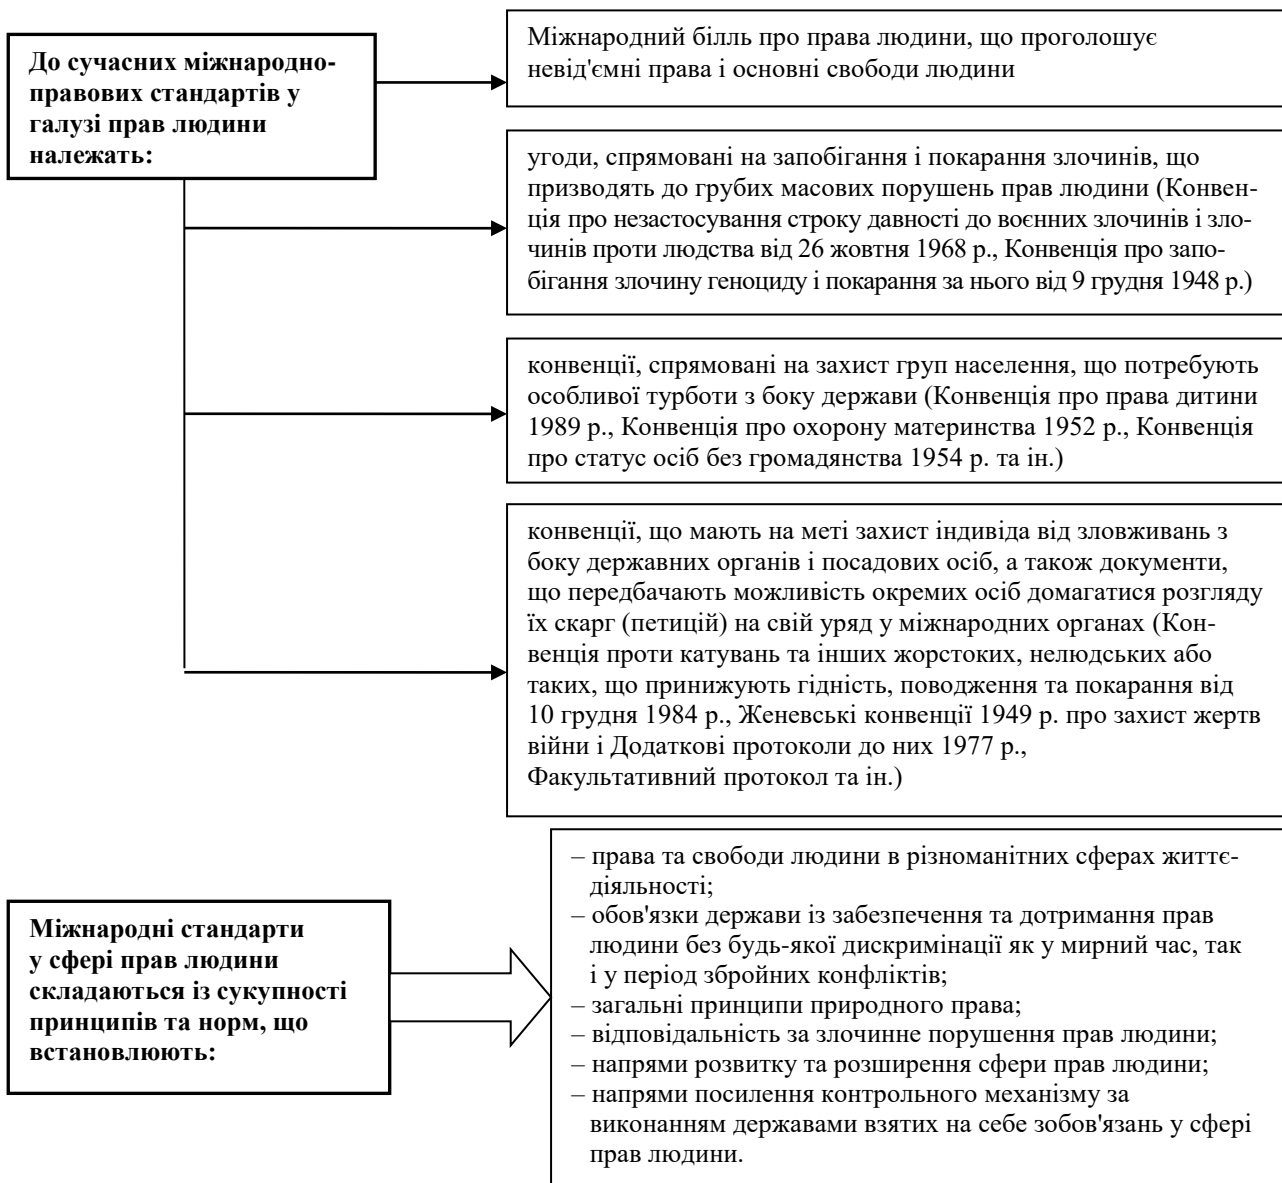 До сучасних міжнародно-
правових стандартів у
галузі прав людини
належать:
Міжнародний білль про права людини, що проголошує
невід'ємні права і основні свободи людини
угоди, спрямовані на запобігання і покарання злочинів, що
призводять до грубих масових порушень прав людини (Конвен-
ція про незастосування строку давності до воєнних злочинів і зло-
чинів проти людства від 26 жовтня 1968 р., Конвенція про запо-
бігання злочину геноциду і покарання за нього від 9 грудня 1948 р.)
конвенції, спрямовані на захист груп населення, що потребують
особливої турботи з боку держави (Конвенція про права дитини
1989 р., Конвенція про охорону материнства 1952 р., Конвенція
про статус осіб без громадянства 1954 р. та ін.)
конвенції, що мають на меті захист індивіда від зловживань з
боку державних органів і посадових осіб, а також документи,
що передбачають можливість окремих осіб домагатися розгляду
їх скарг (петицій) на свій уряд у міжнародних органах (Кон-
венція проти катувань та інших жорстоких, нелюдських або
таких, що принижують гідність, поводження та покарання від
10 грудня 1984 р., Женевські конвенції 1949 р. про захист жертв
війни і Додаткові протоколи до них 1977 р.,
Факультативний протокол та ін.)
Міжнародні стандарти
у сфері прав людини
складаються із сукупності
принципів та норм, що
встановлюють:
– права та свободи людини в різноманітних сферах життє-
діяльності;
– обов'язки держави із забезпечення та дотримання прав
людини без будь-якої дискримінації як у мирний час, так
і у період збройних конфліктів;
– загальні принципи природного права;
– відповідальність за злочинне порушення прав людини;
– напрями розвитку та розширення сфери прав людини;
– напрями посилення контрольного механізму за
виконанням державами взятих на себе зобов'язань у сфері
прав людини.